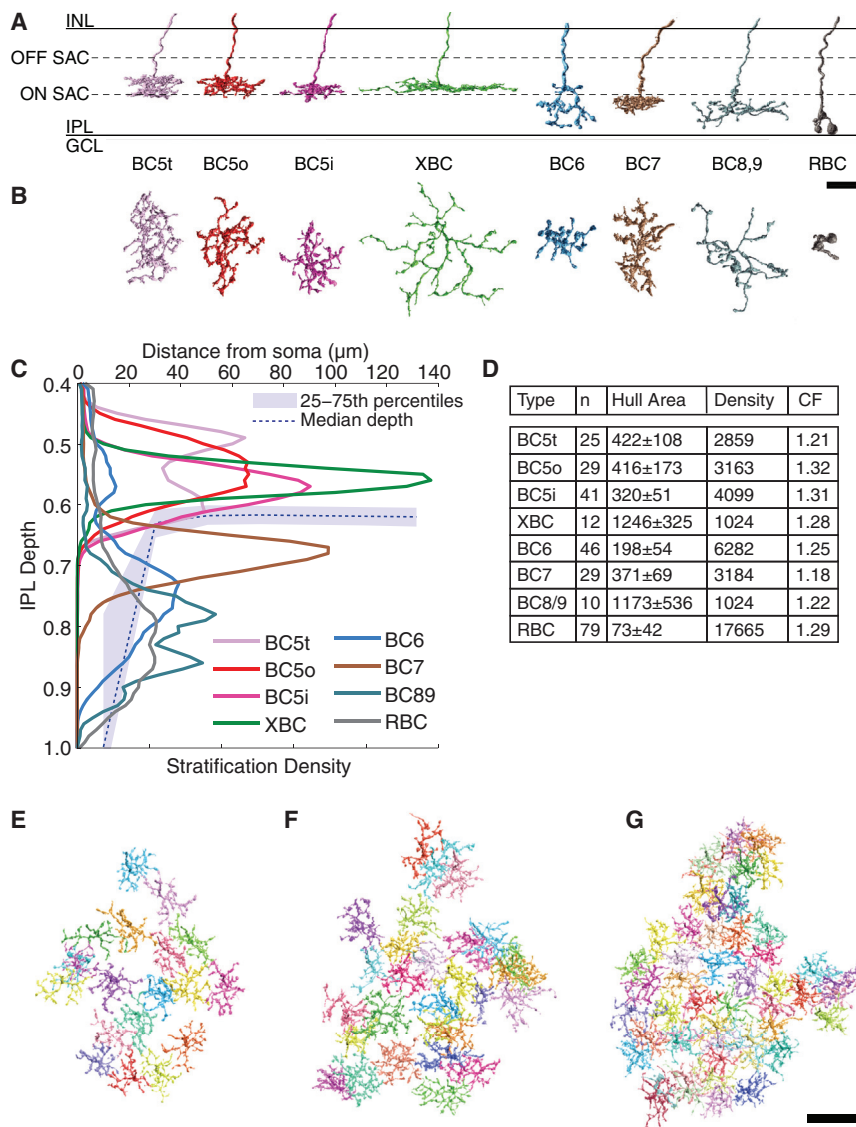 A
INL
OFF SAC
ON SAC
IPL
GCL
BC5t BC5o BC5i XBC BC6 BC7 BC8,9 RBC
B
C
Distance from soma (µm)
0 20 40 60 80 100 120 140
0.4
0.5
0.6
0.7
0.8
0.9
1.0
IPL Depth
25–75th percentiles
Median depth
BC5t
BC5o
BC5i
XBC
BC6
BC7
BC89
RBC
Stratification Density
D
Type n Hull Area Density CF
BC5t 25 422±108 2859 1.21
BC5o 29 416±173 3163 1.32
BC5i 41 320±51 4099 1.31
XBC 12 1246±325 1024 1.28
BC6 46 198±54 6282 1.25
BC7 29 371±69 3184 1.18
BC8/9 10 1173±536 1024 1.22
RBC 79 73±42 17665 1.29
E
F
G